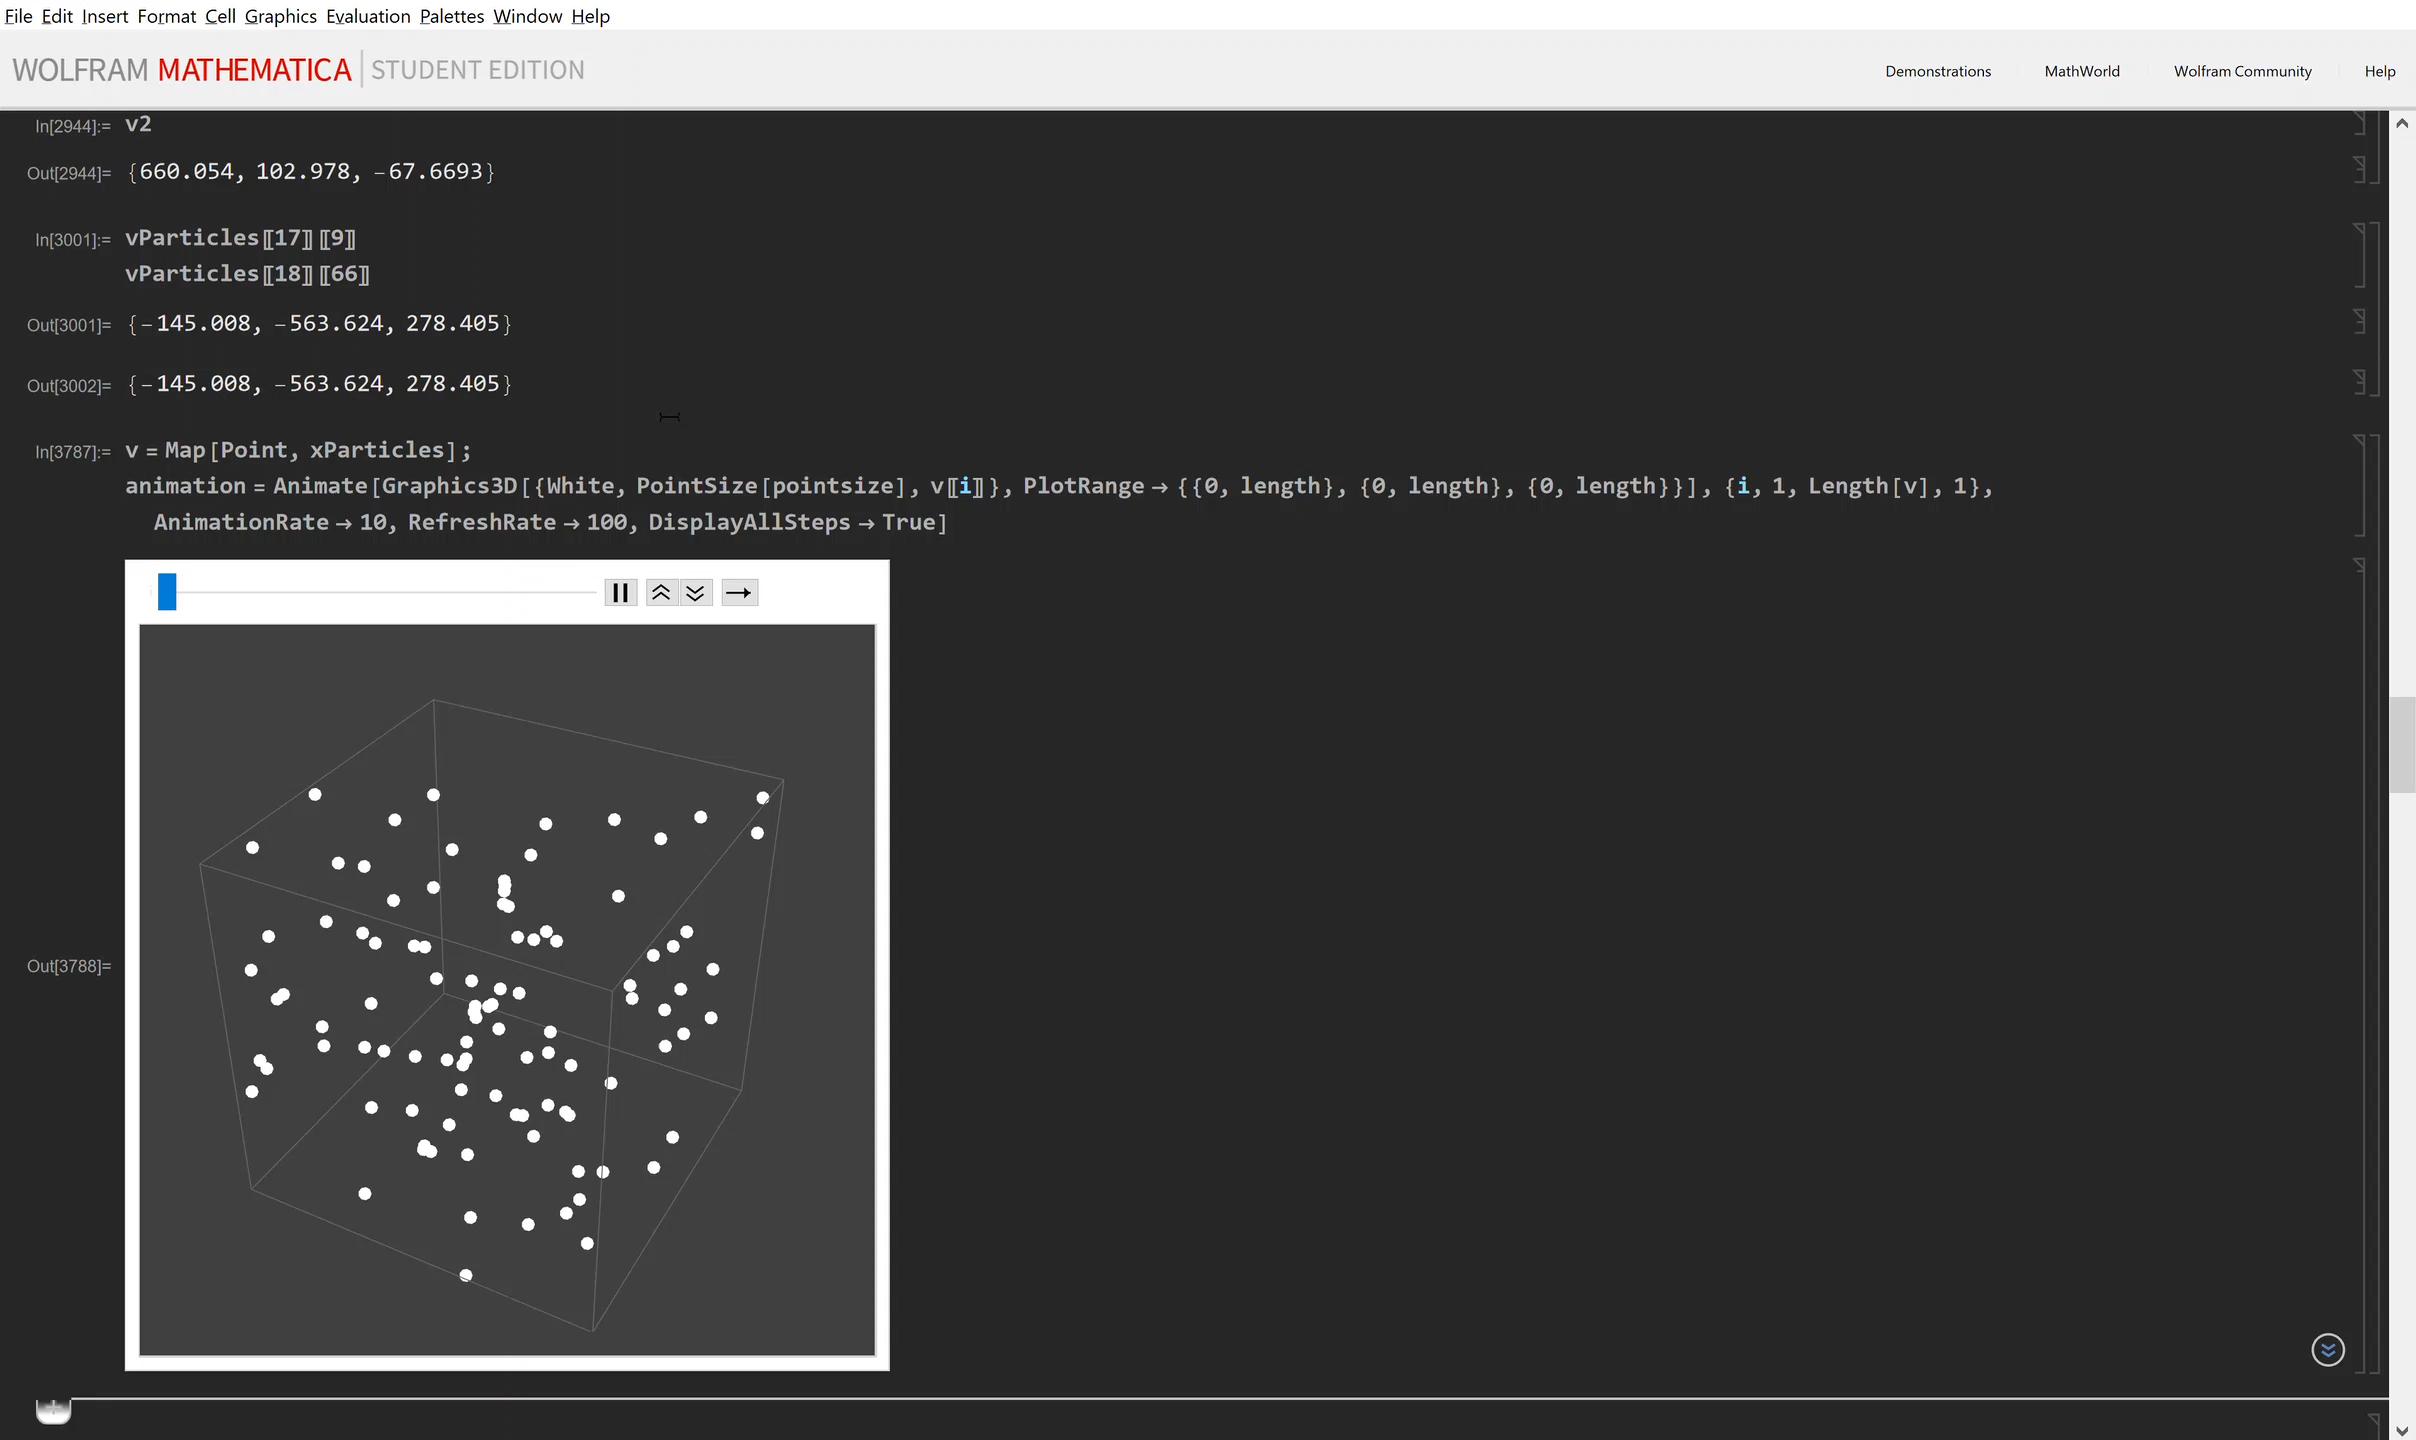 File Edit Insert Format Cell Graphics Evaluation Palettes Window Help
WOLFRAM MATHEMATICA STUDENT EDITION
Demonstrations MathWorld Wolfram Community Help
In[2944]:= v2
Out[2944]= {660.054, 102.978, −67.6693}
In[3001]:= vParticles〚17〛〚9〛
vParticles〚18〛〚66〛
Out[3001]= {−145.008, −563.624, 278.405}
Out[3002]= {−145.008, −563.624, 278.405}
In[3787]:= v = Map[Point, xParticles];
animation = Animate[Graphics3D[{White, PointSize[pointsize], v〚i〛}, PlotRange → {{0, length}, {0, length}, {0, length}}], {i, 1, Length[v], 1},
AnimationRate → 10, RefreshRate → 100, DisplayAllSteps → True]
Out[3788]=